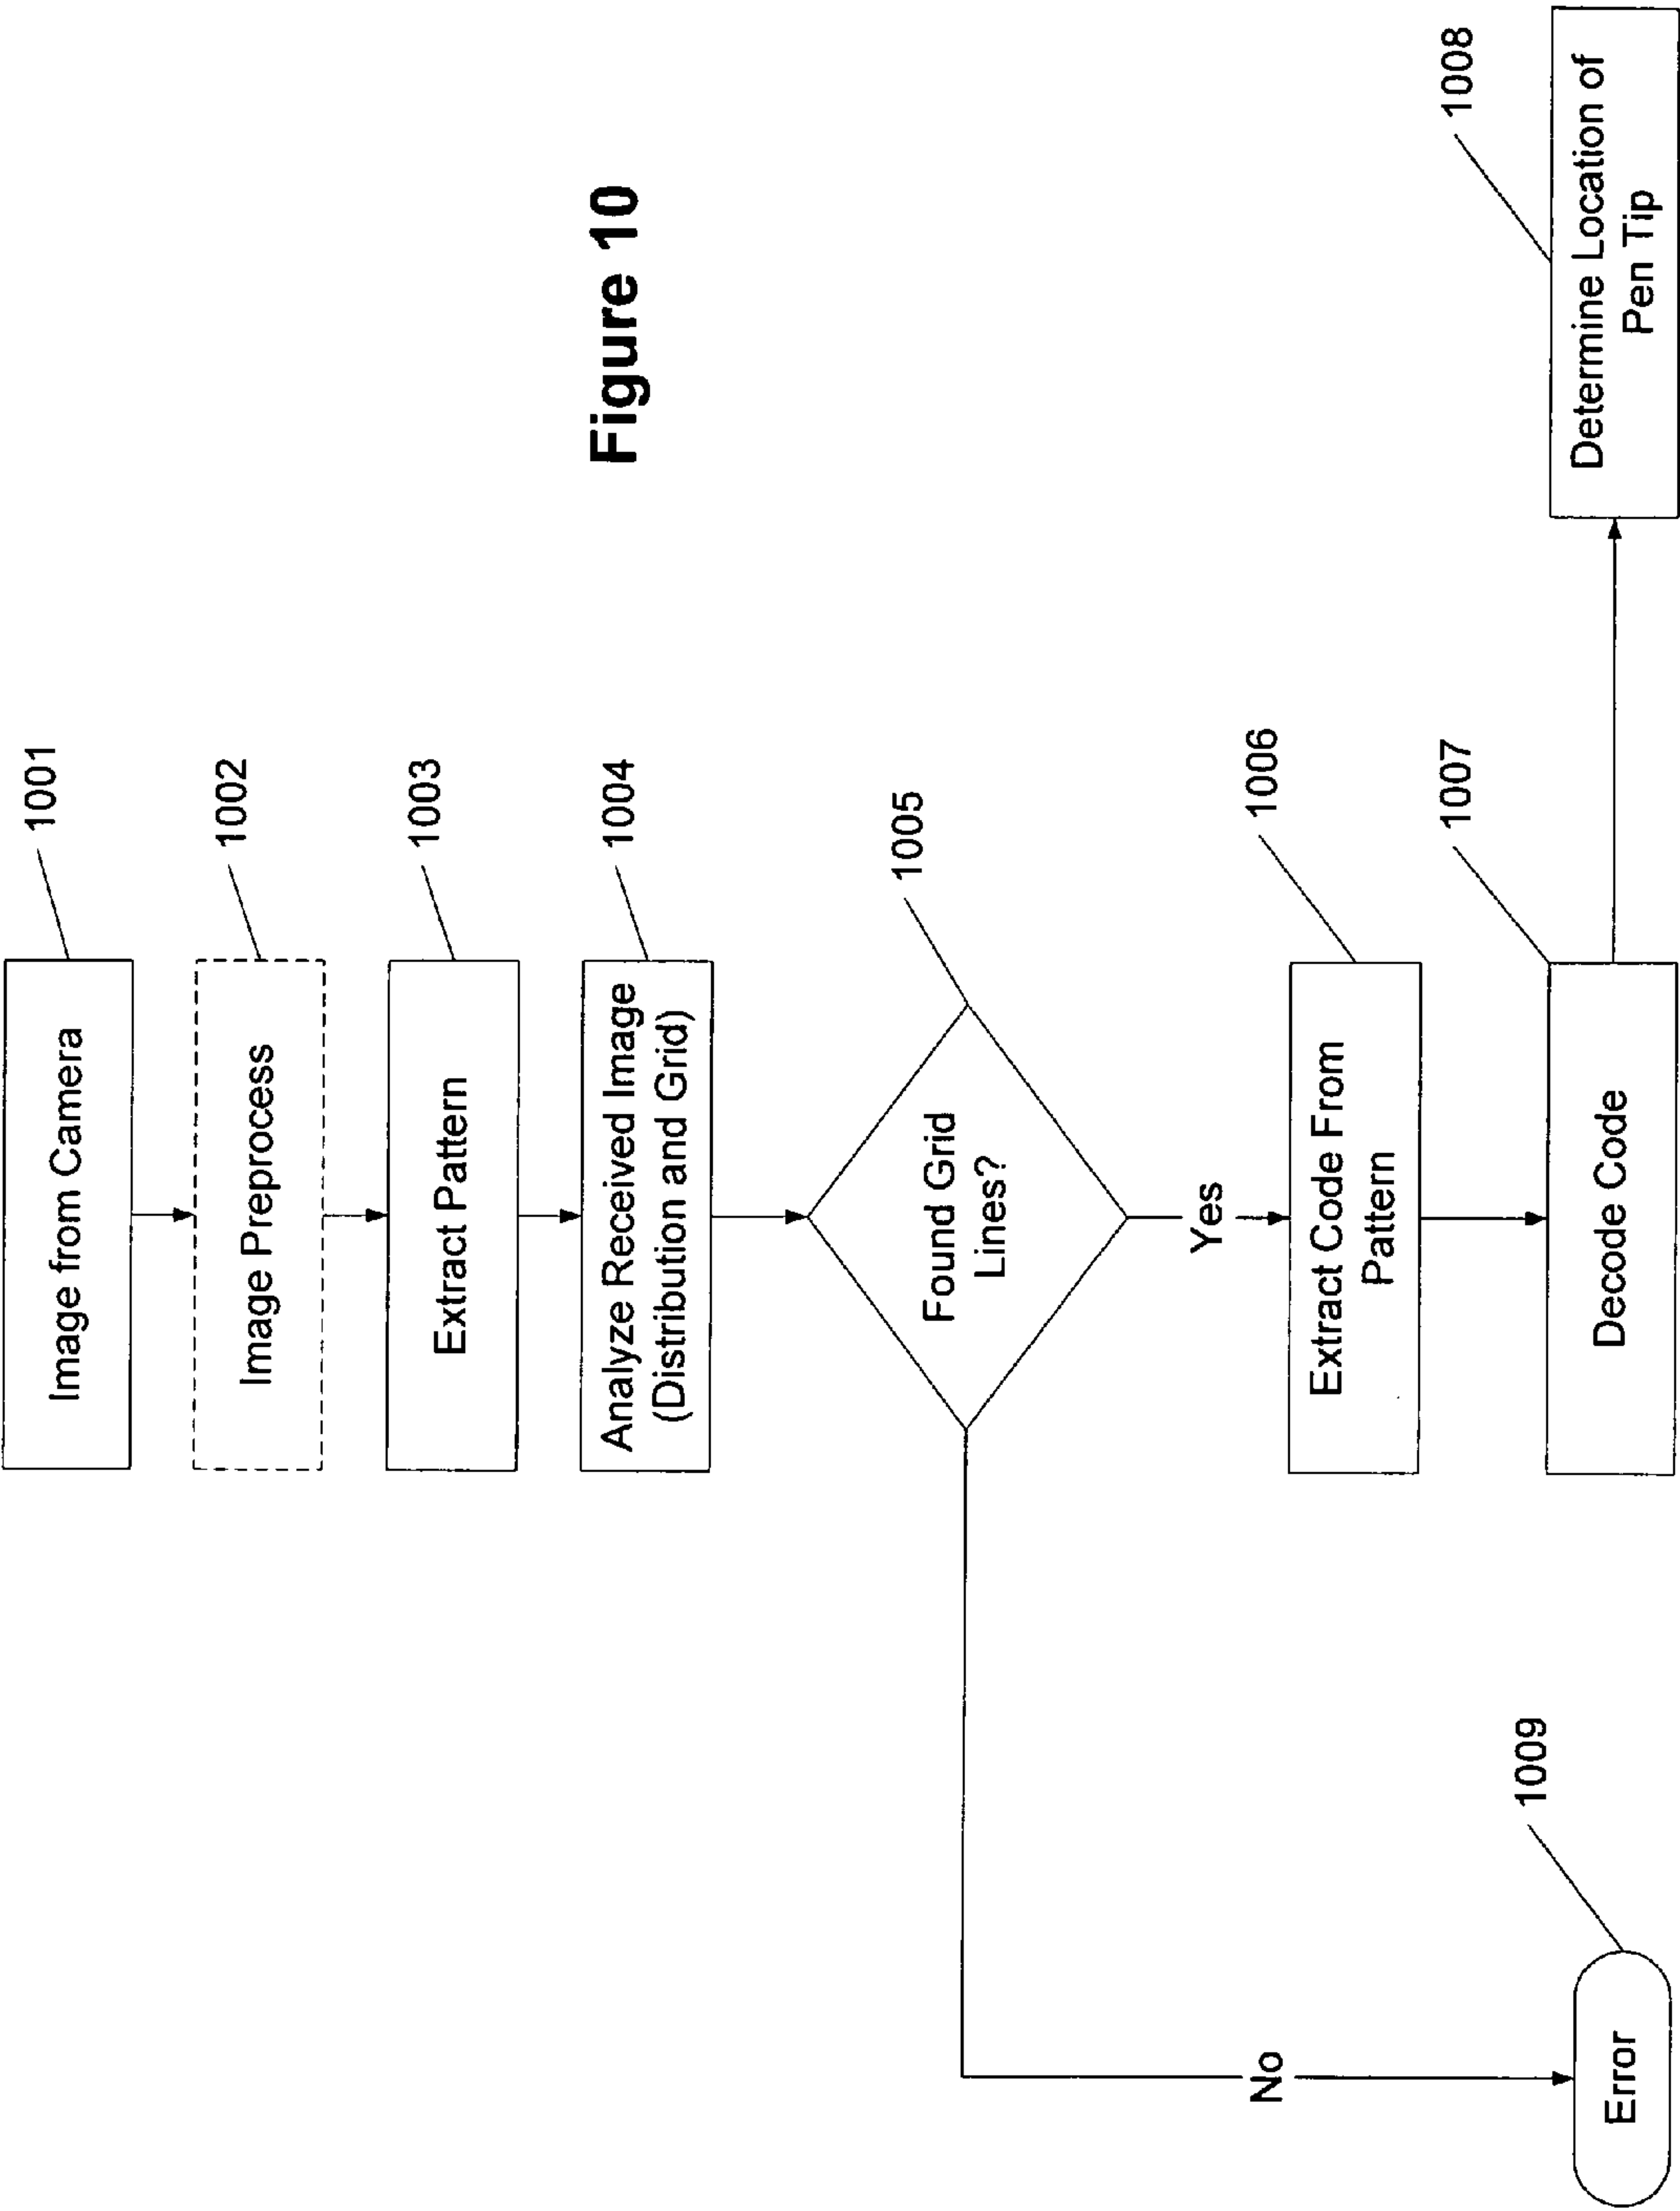 Figure 10
Image from Camera
1001
Image Preprocess
1002
Extract Pattern
1003
Analyze Received Image
(Distribution and Grid)
1004
Found Grid
Lines?
1005
Yes
No
Extract Code From
Pattern
1006
Decode Code
1007
Determine Location of
Pen Tip
1008
Error
1009